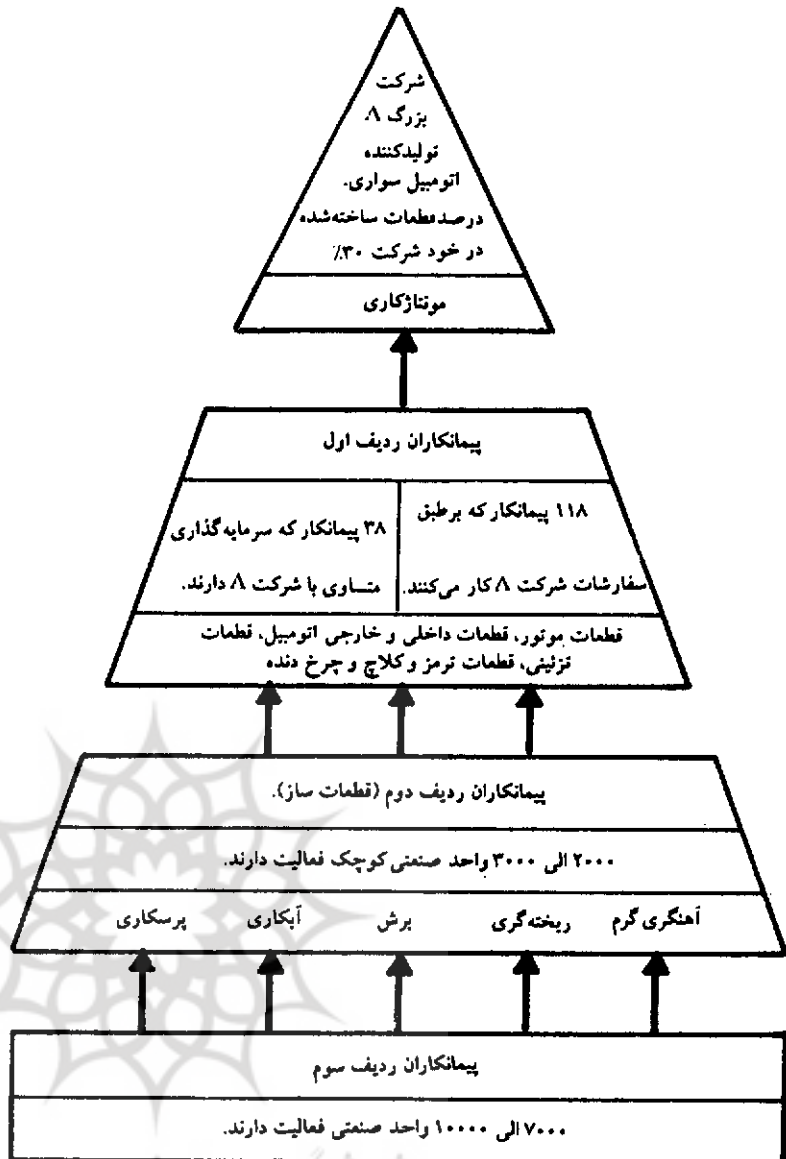 شرکت
بزرگ A
تولیدکننده
اتومبیل سواری.
درصدقطعات ساخته‌شده
در خود شرکت ۳۰٪
مونتاژکاری
پیمانکاران ردیف اول
۱۱۸ پیمانکار که برطبق
سفارشات شرکت A کار می‌کنند.
۳۸ پیمانکار که سرمایه‌گذاری
متساوی با شرکت A دارند.
قطعات موتور، قطعات داخلی و خارجی اتومبیل، قطعات
تزئینی، قطعات ترمز و کلاچ و چرخ دنده
پیمانکاران ردیف دوم (قطعات ساز).
۲۰۰۰ الی ۳۰۰۰ واحد صنعتی کوچک فعالیت دارند.
آهنگری گرم ریخته‌گری برش آبکاری پرسکاری
پیمانکاران ردیف سوم
۷۰۰۰ الی ۱۰۰۰۰ واحد صنعتی فعالیت دارند.